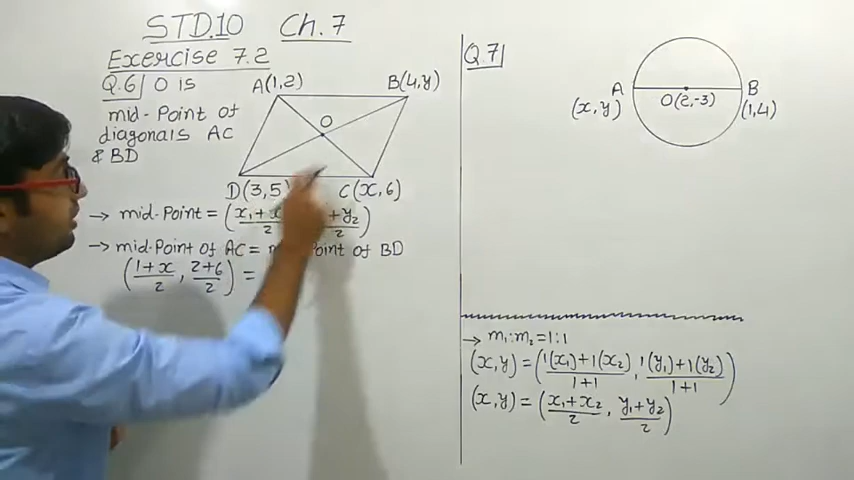 STD.10 Ch.7
Exercise 7.2
Q.6 O is
mid-Point of
diagonals AC
& BD
A(1,2) B(4,y)
O
D(3,5) C(x,6)
→ mid-Point = (x₁+x /2 +y₂/2)
→ mid-Point of AC = Point of BD
(1+x/2, 2+6/2) =
Q.7
A B
(x,y) O(2,-3) (1,4)
→ m₁:m₂=1:1
(x,y) = (1(x₁)+1(x₂)/1+1, 1(y₁)+1(y₂)/1+1)
(x,y) = (x₁+x₂/2, y₁+y₂/2)